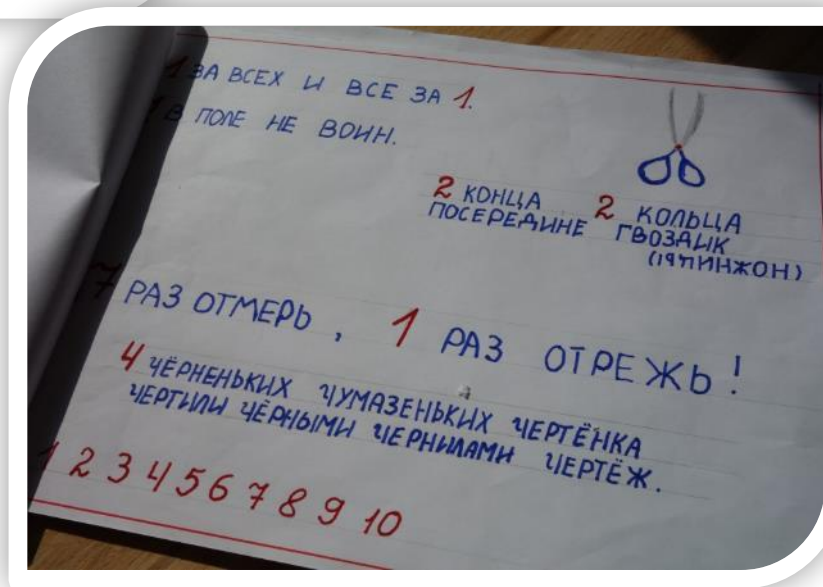 1 ЗА ВСЕХ И ВСЕ ЗА 1.
1 В ПОЛЕ НЕ ВОИН.
2 КОНЦА 2 КОЛЬЦА
ПОСЕРЕДИНЕ ГВОЗДИК
(ИЦИНЖОН)
7 РАЗ ОТМЕРЬ, 1 РАЗ ОТРЕЖЬ!
4 ЧЁРНЕНЬКИХ ЧУМАЗЕНЬКИХ ЧЕРТЁНКА
ЧЕРТИЛИ ЧЁРНЫМИ ЧЕРНИЛАМИ ЧЕРТЁЖ.
1 2 3 4 5 6 7 8 9 10